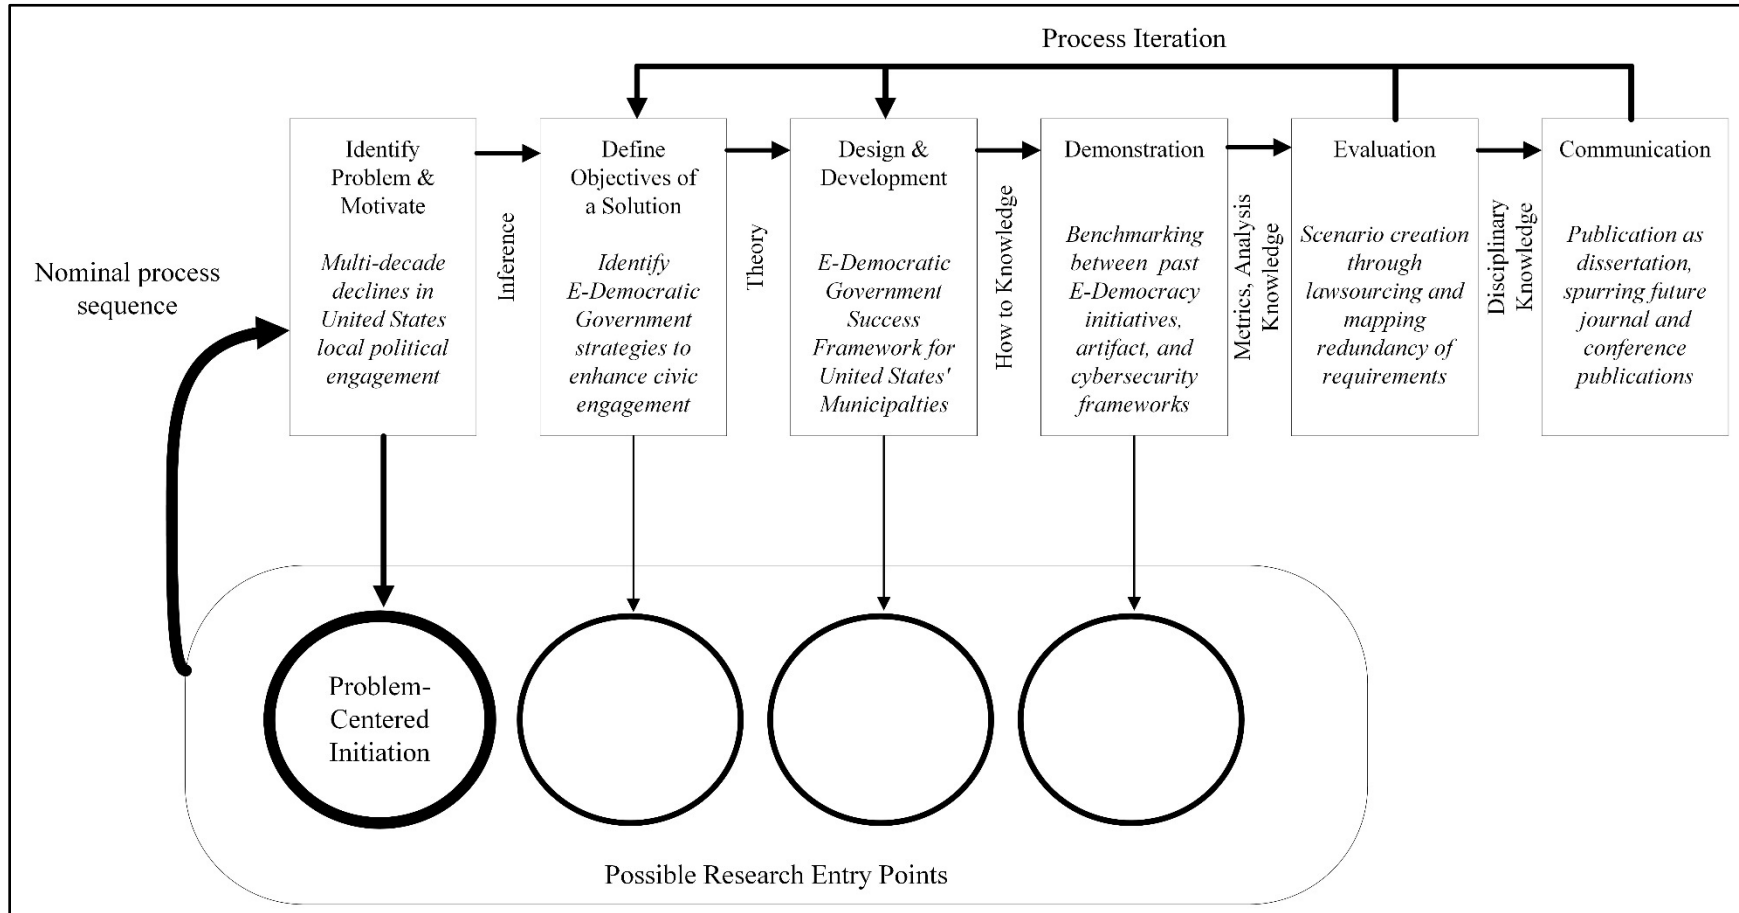 Process Iteration
Identify
Problem &
Motivate
Multi-decade
declines in
United States
local political
engagement
Inference
Define
Objectives of
a Solution
Identify
E-Democratic
Government
strategies to
enhance civic
engagement
Theory
Design &
Development
E-Democratic
Government
Success
Framework for
United States'
Municipalties
How to Knowledge
Demonstration
Benchmarking
between past
E-Democracy
initiatives,
artifact, and
cybersecurity
frameworks
Metrics, Analysis
Knowledge
Evaluation
Scenario creation
through
lawsourcing and
mapping
redundancy of
requirements
Disciplinary
Knowledge
Communication
Publication as
dissertation,
spurring future
journal and
conference
publications
Nominal process
sequence
Problem-
Centered
Initiation
Possible Research Entry Points